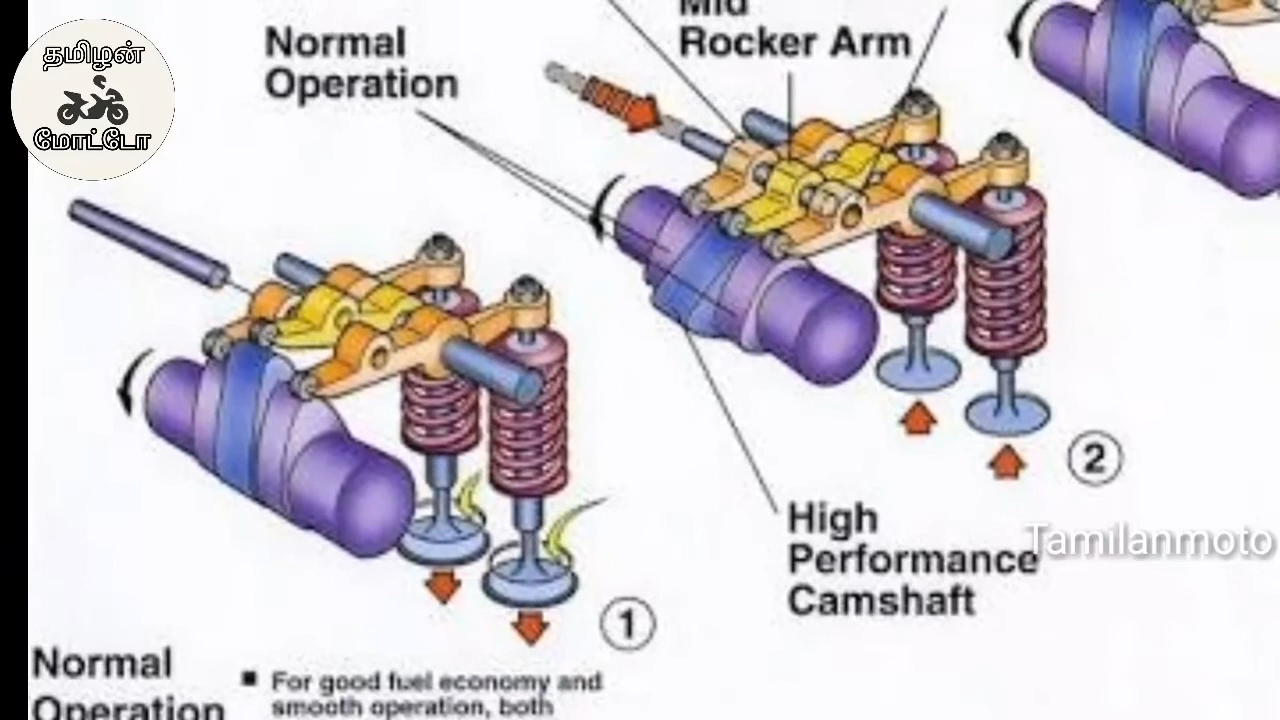 தமிழன்
மோட்டோ
Normal
Operation
Mid
Rocker Arm
High
Performance
Camshaft
2
1
Tamilanmoto
Normal
Operation
■ For good fuel economy and
smooth operation, both